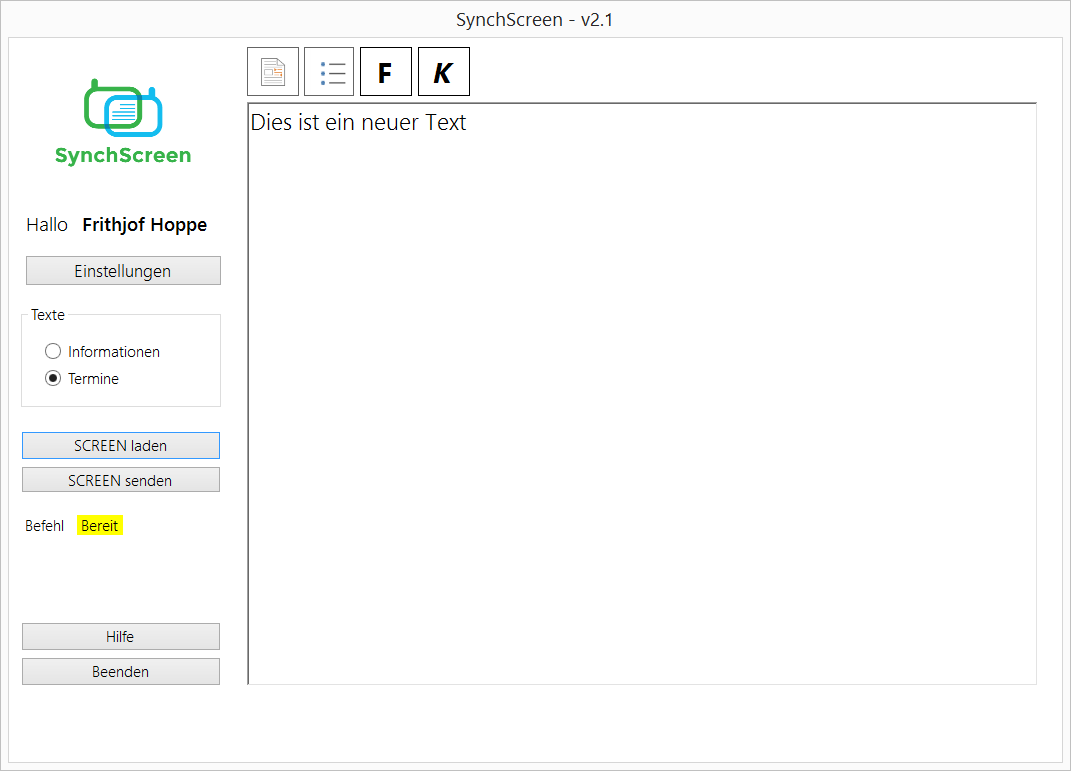 SynchScreen - v2.1
F K
SynchScreen
Hallo Frithjof Hoppe
Einstellungen
Texte
Informationen
Termine
SCREEN laden
SCREEN senden
Befehl Bereit
Hilfe
Beenden
Dies ist ein neuer Text